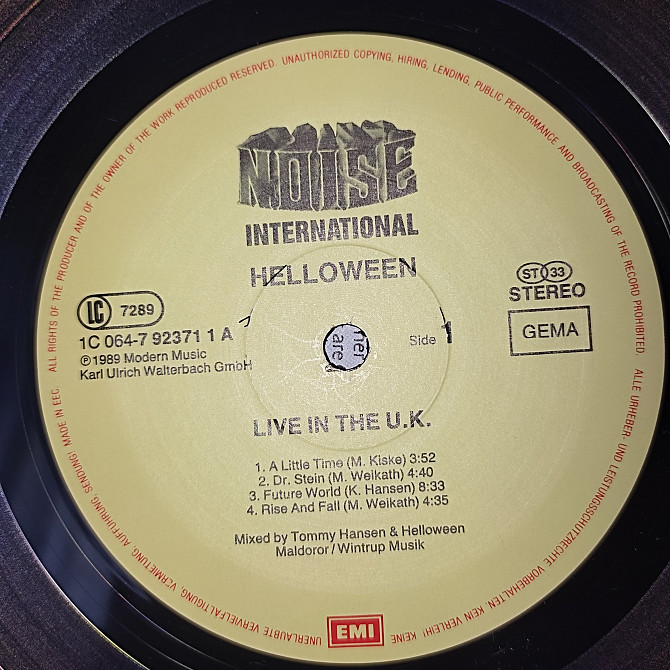 ALL RIGHTS OF THE PRODUCER AND OF THE OWNER OF THE WORK REPRODUCED RESERVED. UNAUTHORIZED COPYING, HIRING, LENDING, PUBLIC PERFORMANCE AND BROADCASTING OF THE RECORD PROHIBITED.
NOISE
INTERNATIONAL
HELLOWEEN
LC 7289
1C 064-7 92371 1 A
℗1989 Modern Music
Karl Ulrich Walterbach GmbH
Side 1
ST 33
STEREO
GEMA
her
are
LIVE IN THE U.K.
1. A Little Time (M. Kiske) 3:52
2. Dr. Stein (M. Weikath) 4:40
3. Future World (K. Hansen) 8:33
4. Rise And Fall (M. Weikath) 4:35
Mixed by Tommy Hansen & Helloween
Maldoror/Wintrup Musik
EMI
ALLE URHEBER- UND LEISTUNGSSCHUTZRECHTE VORBEHALTEN. KEIN VERLEIH! KEINE UNERLAUBTE VERVIELFÄLTIGUNG, VERMIETUNG, AUFFÜHRUNG, SENDUNG! MADE IN EEC.